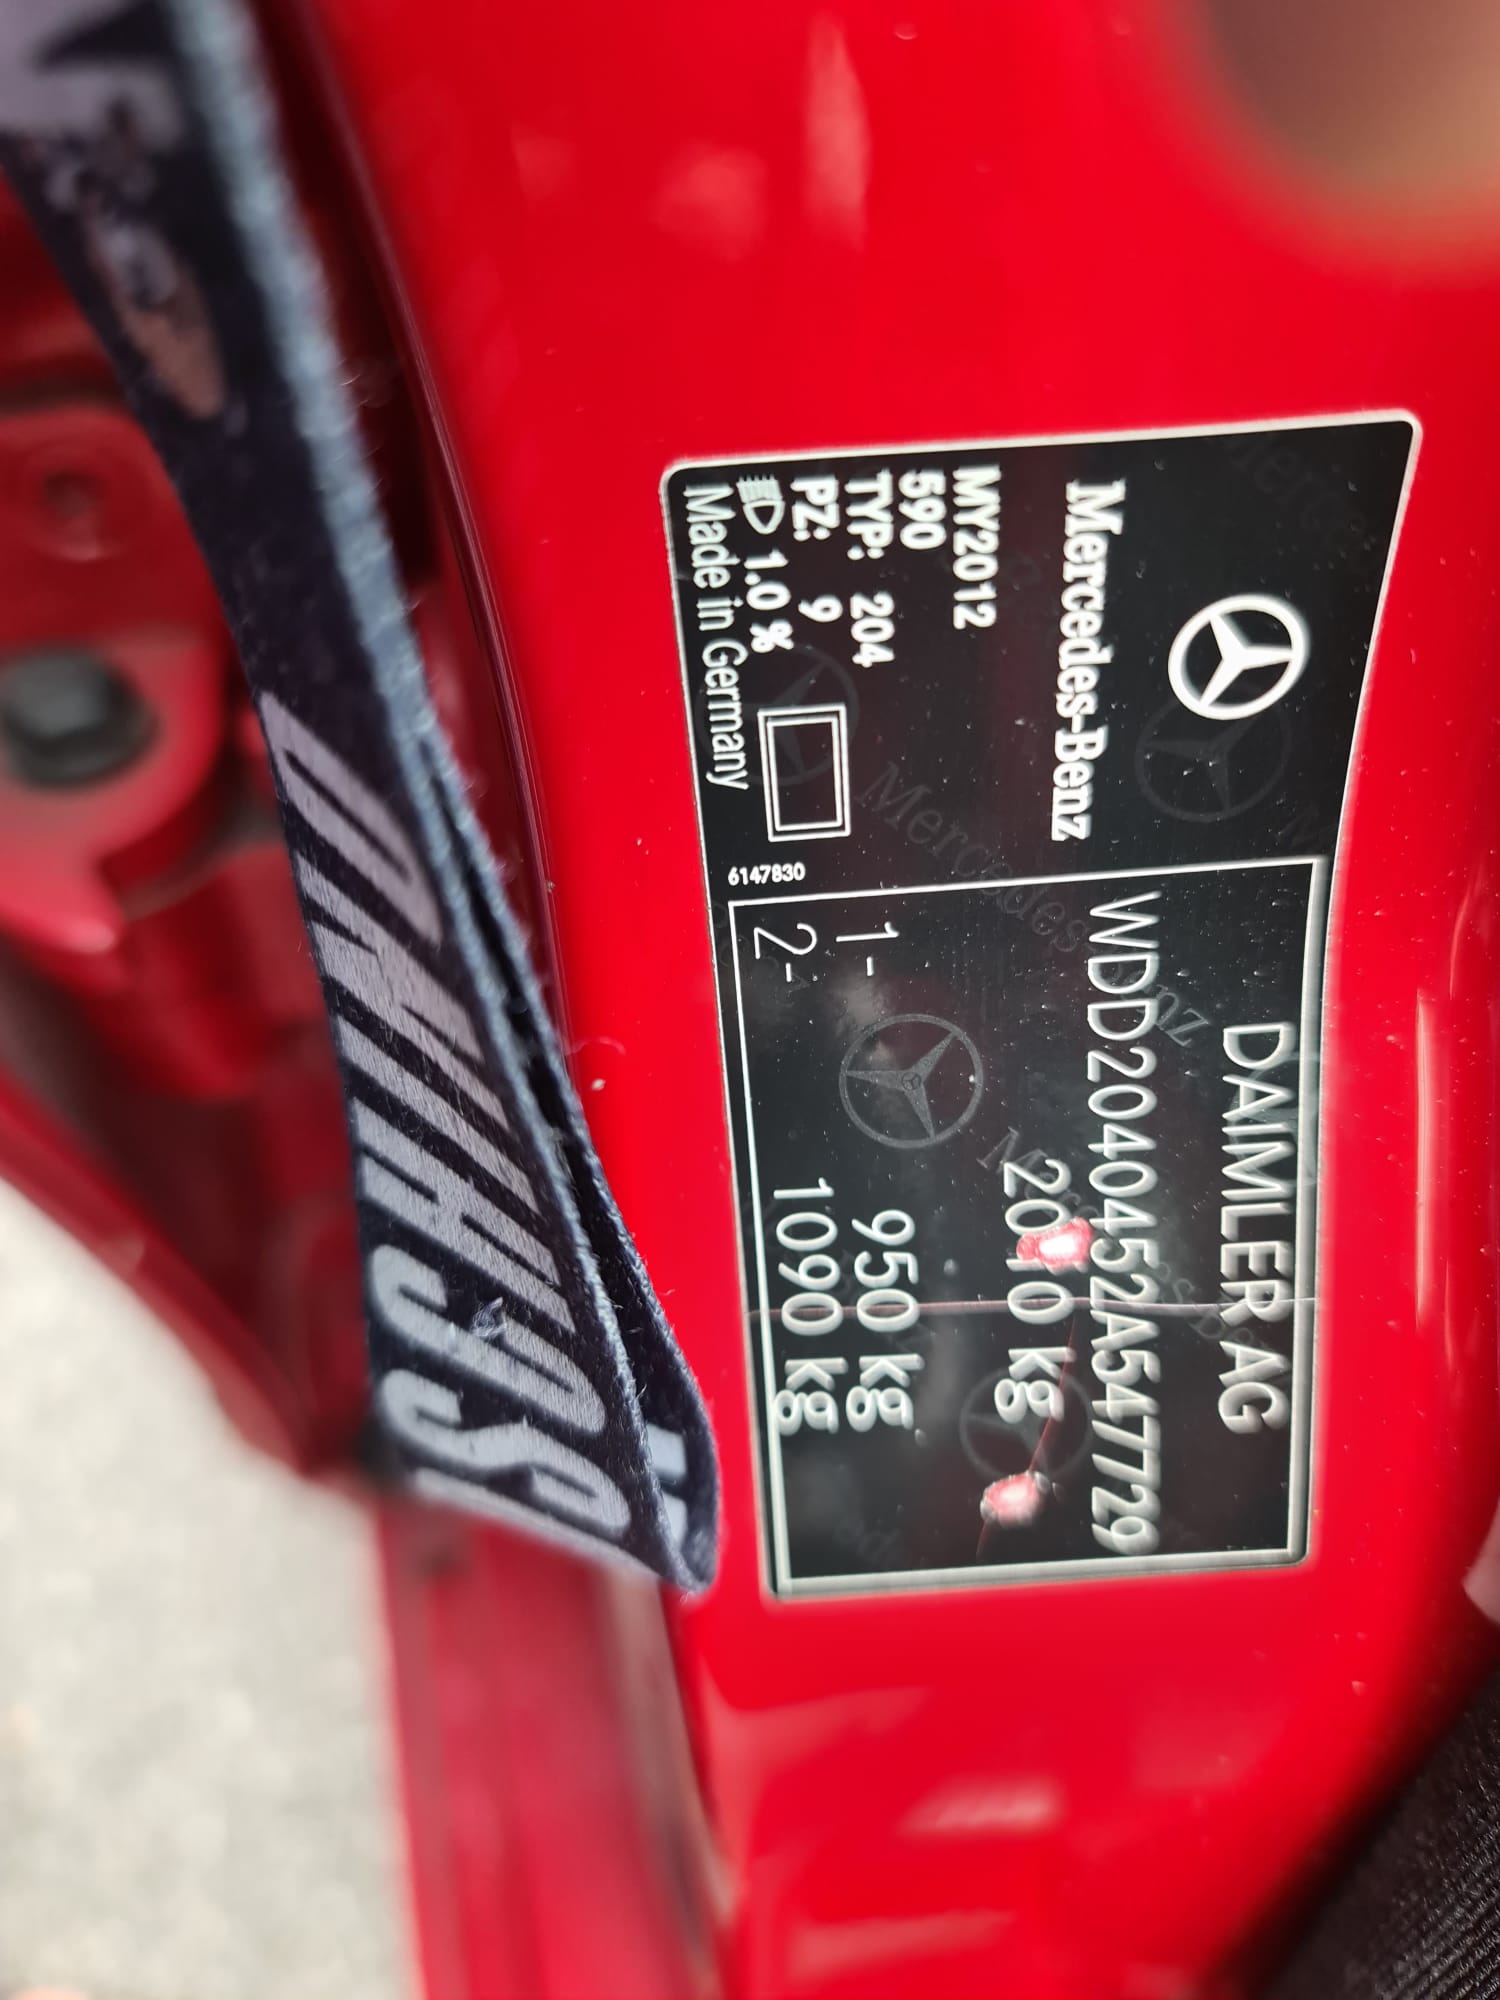 Mercedes-Benz
MY2012
590
TYP: 204
PZ: 9
1.0 %
Made in Germany
6147830
DAIMLER AG
WDD2040452A547729
2010 kg
1- 950 kg
2- 1090 kg